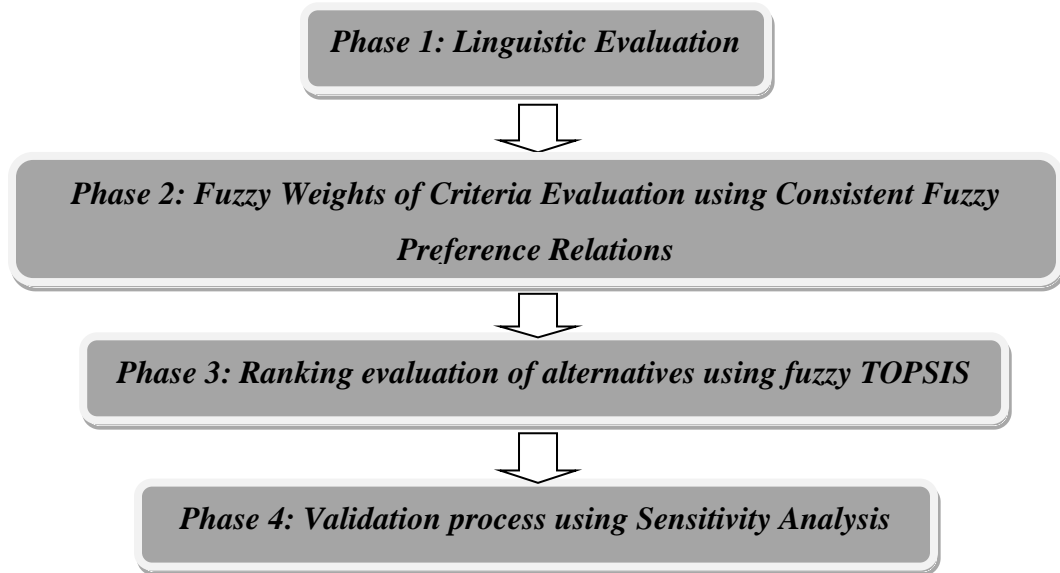 Phase 1: Linguistic Evaluation
Phase 2: Fuzzy Weights of Criteria Evaluation using Consistent Fuzzy
Preference Relations
Phase 3: Ranking evaluation of alternatives using fuzzy TOPSIS
Phase 4: Validation process using Sensitivity Analysis